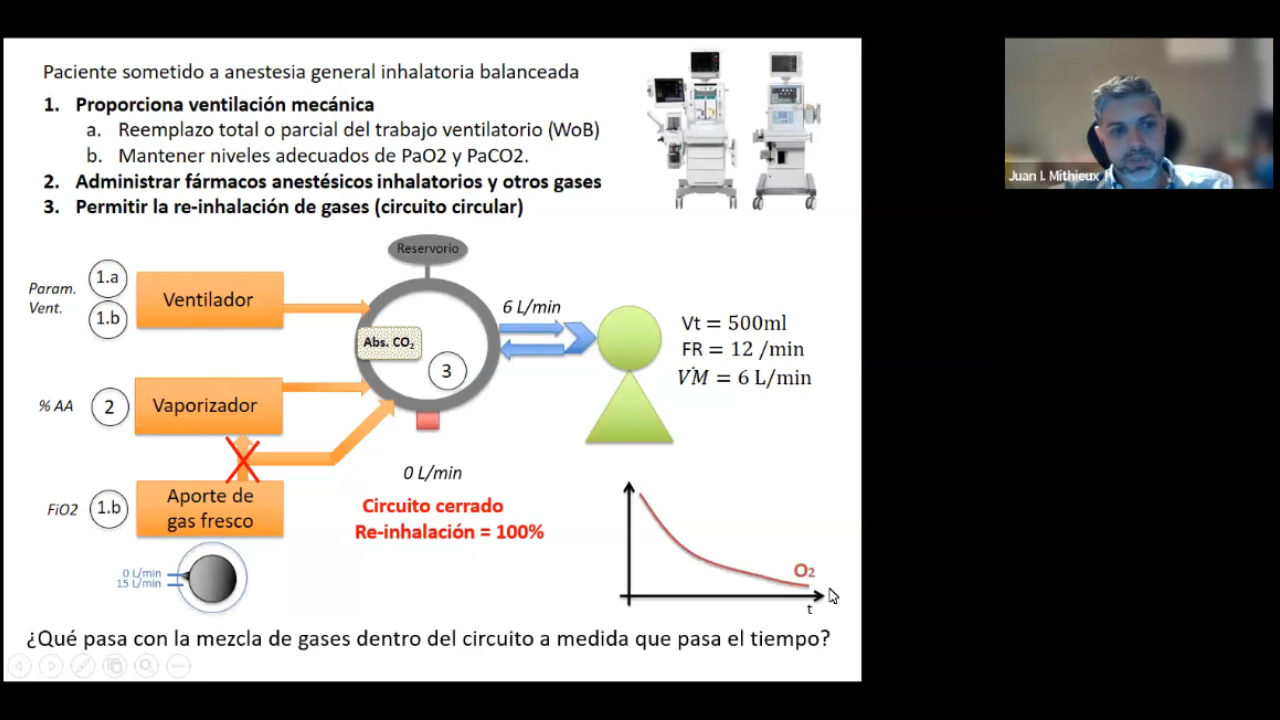 Paciente sometido a anestesia general inhalatoria balanceada
1. Proporciona ventilación mecánica
a. Reemplazo total o parcial del trabajo ventilatorio (WoB)
b. Mantener niveles adecuados de PaO2 y PaCO2.
2. Administrar fármacos anestésicos inhalatorios y otros gases
3. Permitir la re-inhalación de gases (circuito circular)
Juan I. Mithieux
Reservorio
Param.
Vent.
1.a
1.b
Ventilador
Abs. CO₂
3
6 L/min
Vt = 500ml
FR = 12 /min
V̇M = 6 L/min
% AA
2
Vaporizador
0 L/min
FiO2
1.b
Aporte de
gas fresco
Circuito cerrado
Re-inhalación = 100%
0 L/min
15 L/min
O₂
t
¿Qué pasa con la mezcla de gases dentro del circuito a medida que pasa el tiempo?